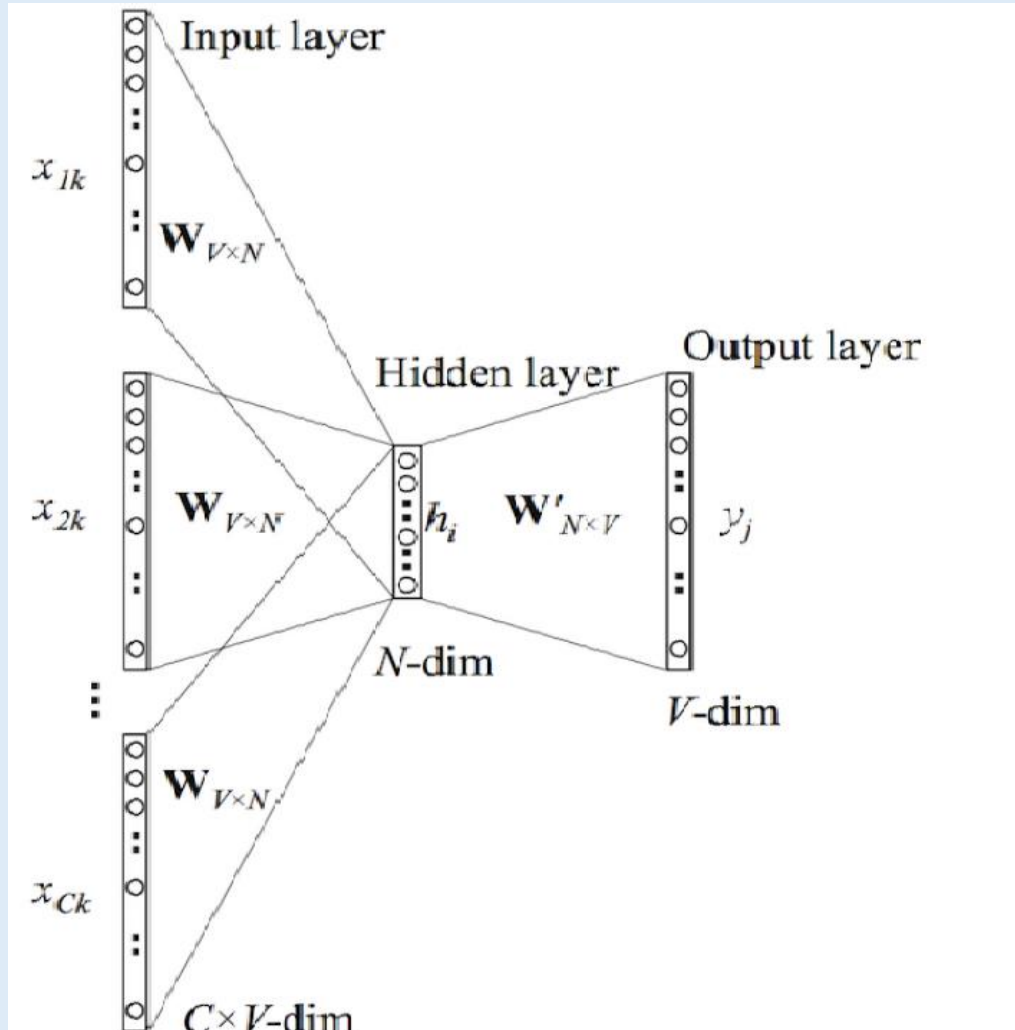 Input layer
x1k
WV×N
Output layer
Hidden layer
x2k
WV×N
hi
W'N×V
yj
N-dim
V-dim
WV×N
xCk
C×V-dim